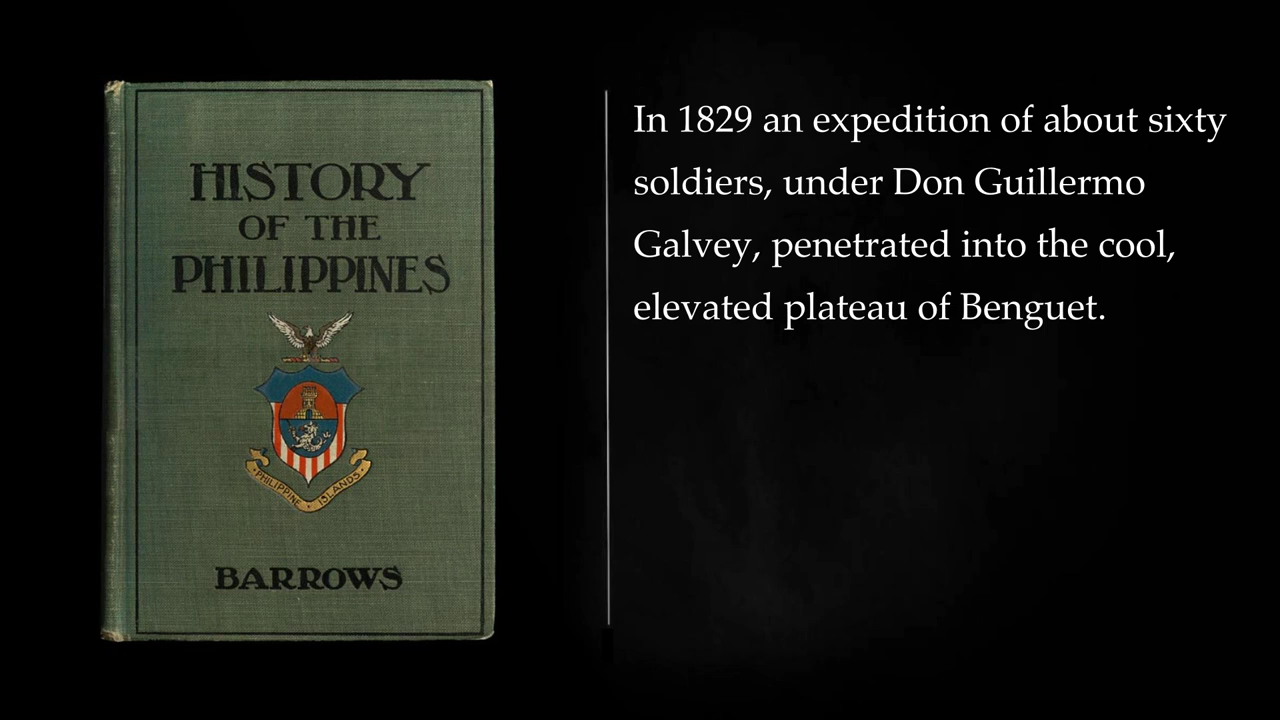 HISTORY
OF THE
PHILIPPINES
PHILIPPINE ISLANDS
BARROWS
In 1829 an expedition of about sixty
soldiers, under Don Guillermo
Galvey, penetrated into the cool,
elevated plateau of Benguet.